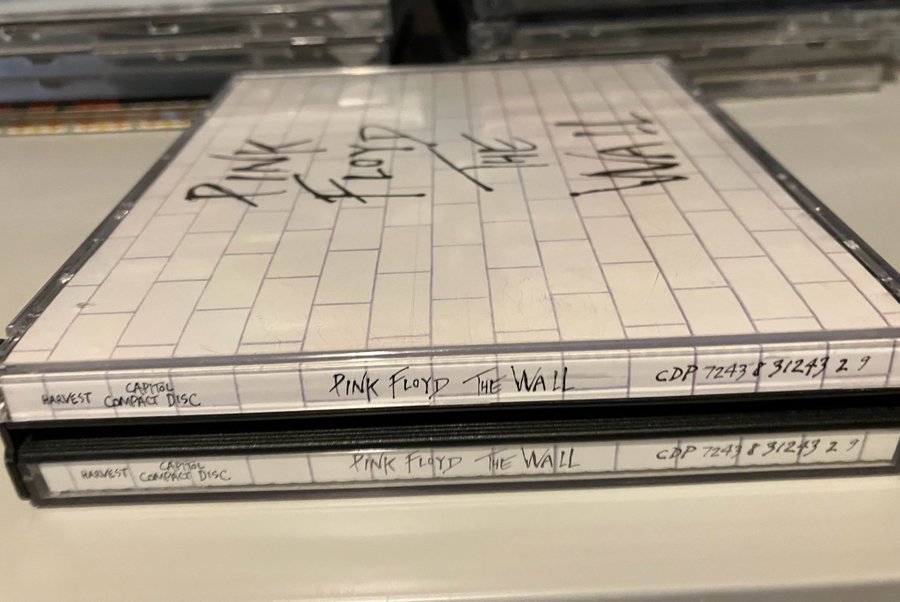 PINK
FLOYD
THE
WALL
HARVEST CAPITOL COMPACT DISC PINK FLOYD THE WALL CDP 7243 8 31243 2 9
HARVEST CAPITOL COMPACT DISC PINK FLOYD THE WALL CDP 7243 8 31243 2 9